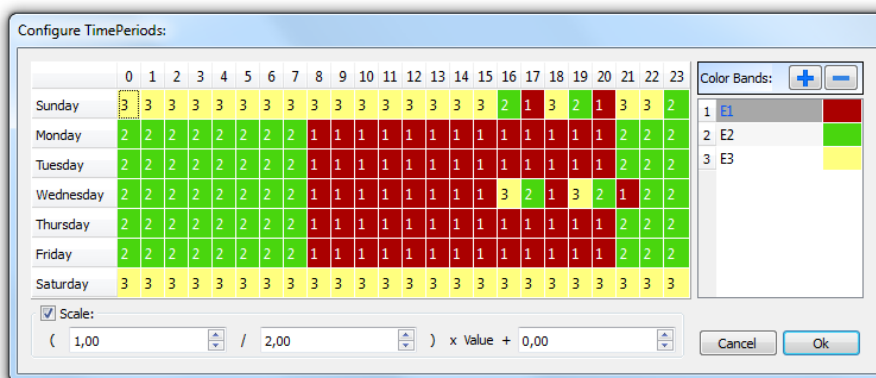 Configure TimePeriods:
0 1 2 3 4 5 6 7 8 9 10 11 12 13 14 15 16 17 18 19 20 21 22 23
Color Bands:
Sunday 3 3 3 3 3 3 3 3 3 3 3 3 3 3 3 3 2 1 3 2 1 3 3 2
1 E1
Monday 2 2 2 2 2 2 2 2 1 1 1 1 1 1 1 1 1 1 1 1 1 2 2 2
2 E2
Tuesday 2 2 2 2 2 2 2 2 1 1 1 1 1 1 1 1 1 1 1 1 1 2 2 2
3 E3
Wednesday 2 2 2 2 2 2 2 2 1 1 1 1 1 1 1 1 3 2 1 3 2 1 2 2
Thursday 2 2 2 2 2 2 2 2 1 1 1 1 1 1 1 1 1 1 1 1 1 2 2 2
Friday 2 2 2 2 2 2 2 2 1 1 1 1 1 1 1 1 1 1 1 1 1 2 2 2
Saturday 3 3 3 3 3 3 3 3 3 3 3 3 3 3 3 3 3 3 3 3 3 3 3 3
Scale:
( 1,00 / 2,00 ) x Value + 0,00
Cancel Ok